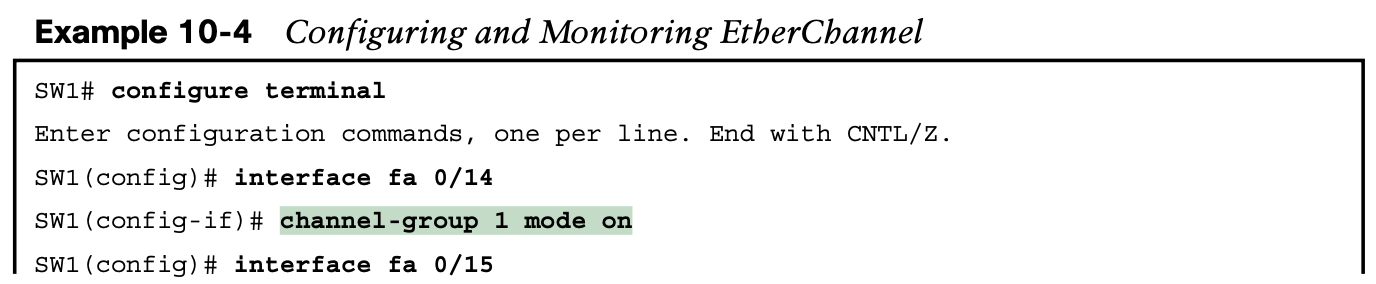 Example 10-4 Configuring and Monitoring EtherChannel
SW1# configure terminal
Enter configuration commands, one per line. End with CNTL/Z.
SW1(config)# interface fa 0/14
SW1(config-if)# channel-group 1 mode on
SW1(config)# interface fa 0/15